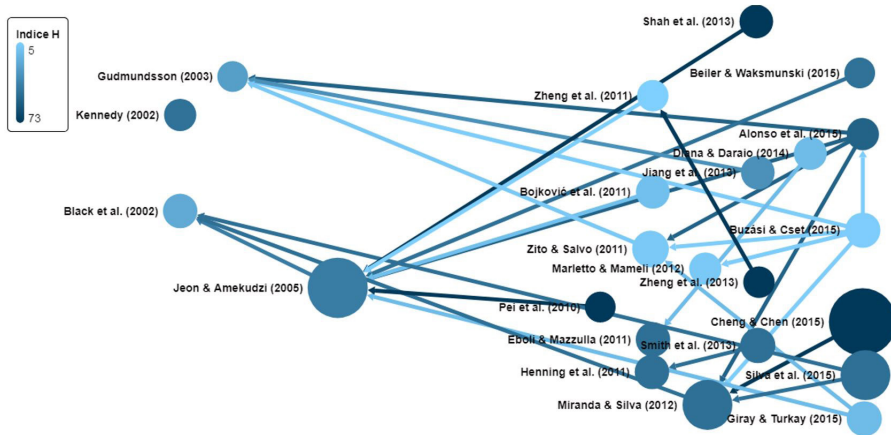 Indice H
5
73
Shah et al. (2013)
Gudmundsson (2003)
Beiler & Waksmunski (2015)
Zheng et al. (2011)
Kennedy (2002)
Alonso et al. (2015)
Diana & Daraio (2014)
Jiang et al. (2013)
Bojković et al. (2011)
Black et al. (2002)
Buzási & Cset (2015)
Zito & Salvo (2011)
Marletto & Mameli (2012)
Zheng et al. (2013)
Jeon & Amekudzi (2005)
Pei et al. (2010)
Cheng & Chen (2015)
Eboli & Mazzulla (2011)
Smith et al. (2013)
Henning et al. (2011)
Silva et al. (2015)
Miranda & Silva (2012)
Giray & Turkay (2015)